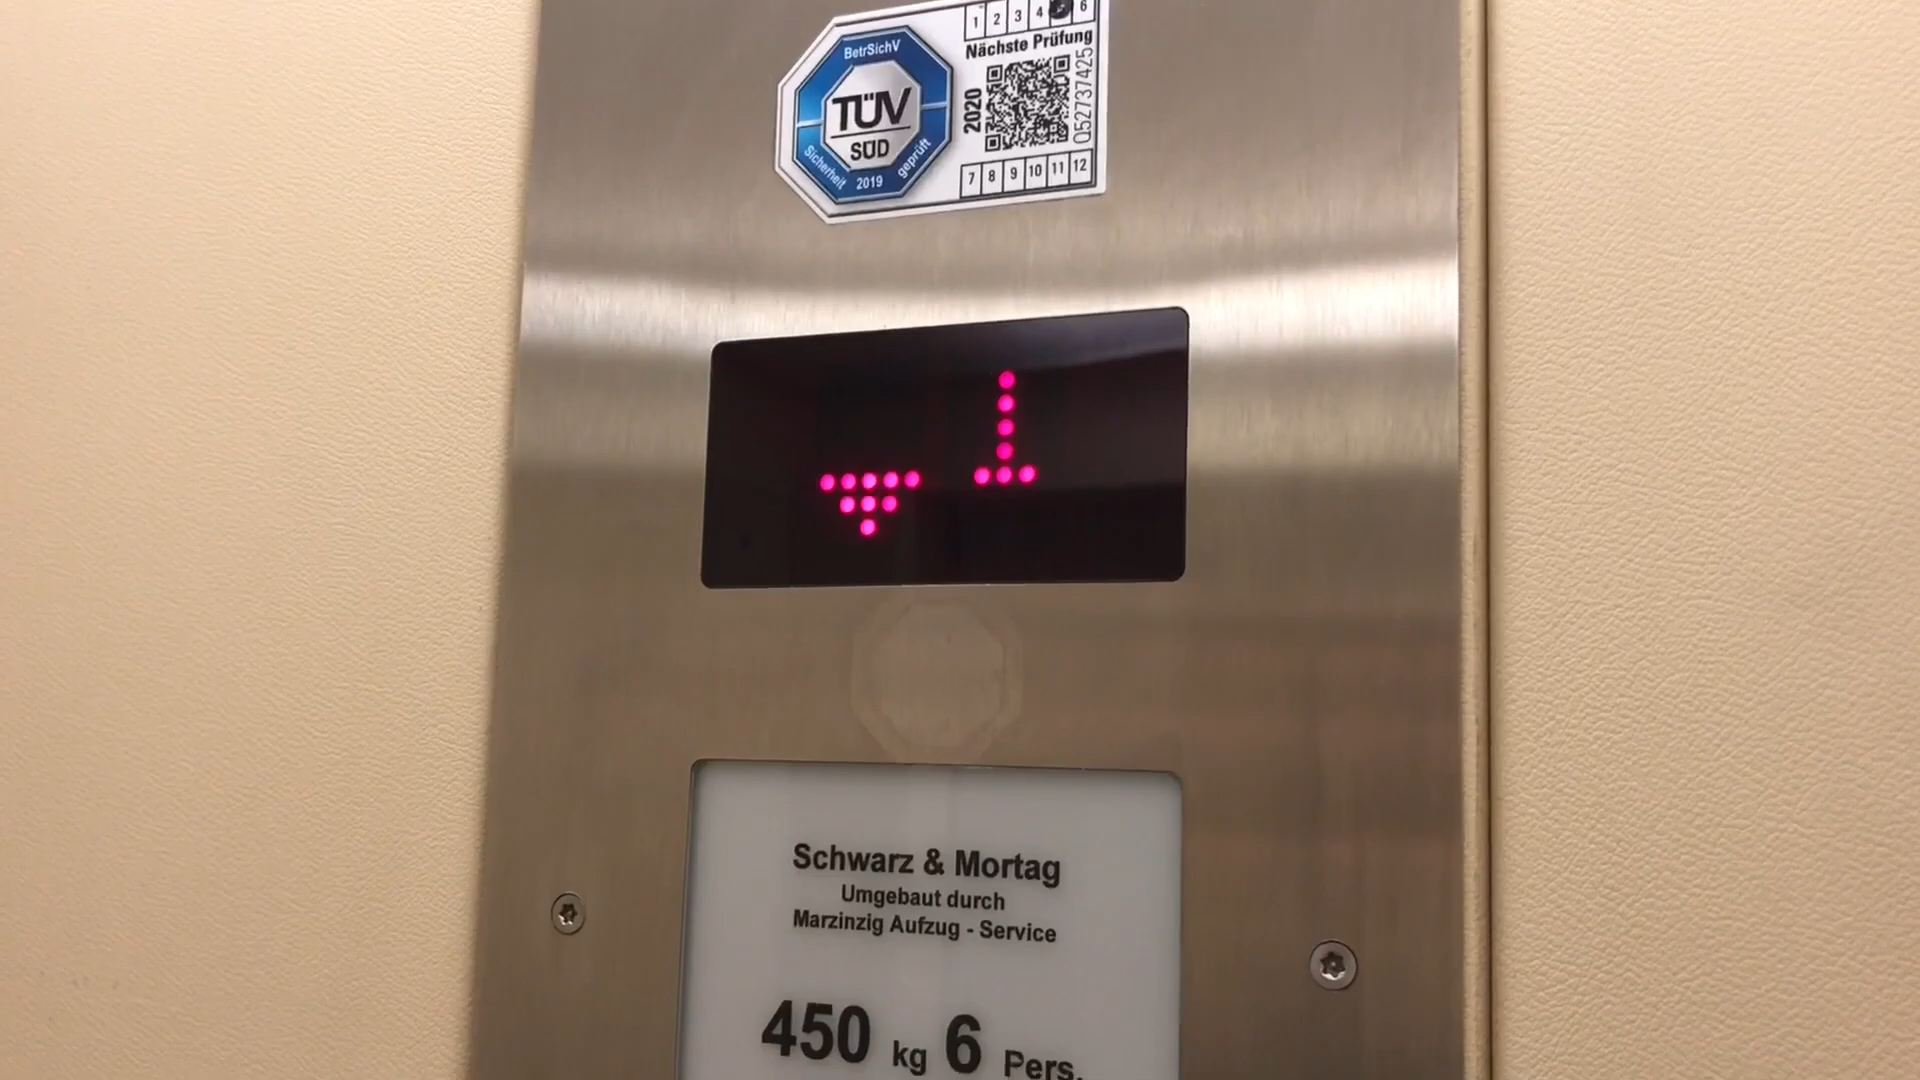 BetrSichV
TÜV
SÜD
Sicherheit 2019 geprüft
1 2 3 4 6
Nächste Prüfung
2020
052737425
7 8 9 10 11 12
Schwarz & Mortag
Umgebaut durch
Marzinzig Aufzug - Service
450 kg 6 Pers.